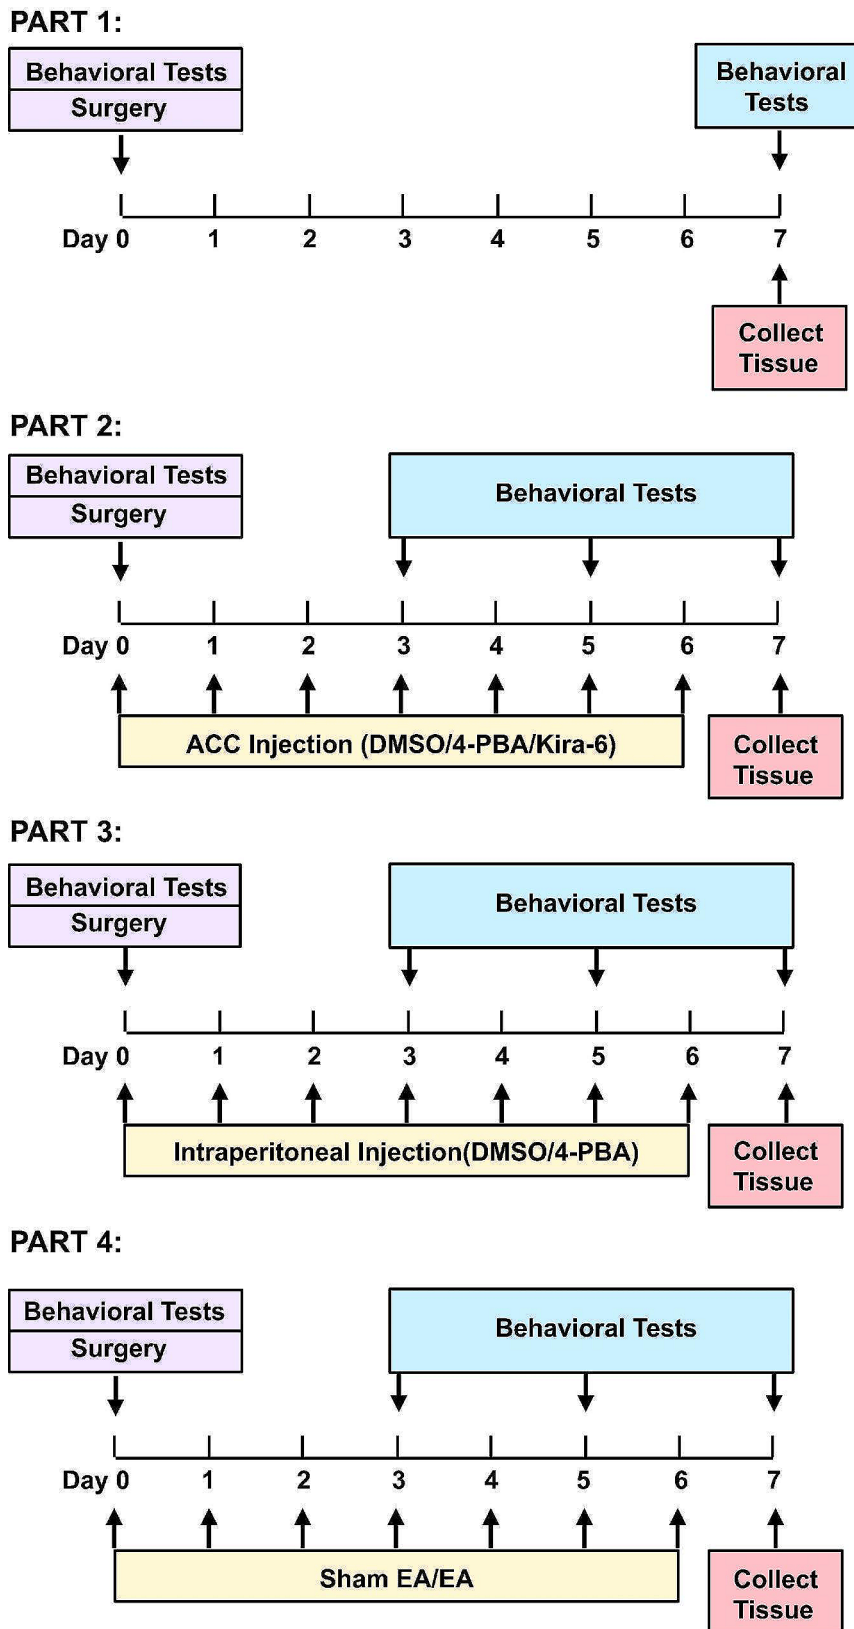 PART 1:
Behavioral Tests
Surgery
Behavioral
Tests
Day 0 1 2 3 4 5 6 7
Collect
Tissue
PART 2:
Behavioral Tests
Surgery
Behavioral Tests
Day 0 1 2 3 4 5 6 7
ACC Injection (DMSO/4-PBA/Kira-6)
Collect
Tissue
PART 3:
Behavioral Tests
Surgery
Behavioral Tests
Day 0 1 2 3 4 5 6 7
Intraperitoneal Injection(DMSO/4-PBA)
Collect
Tissue
PART 4:
Behavioral Tests
Surgery
Behavioral Tests
Day 0 1 2 3 4 5 6 7
Sham EA/EA
Collect
Tissue